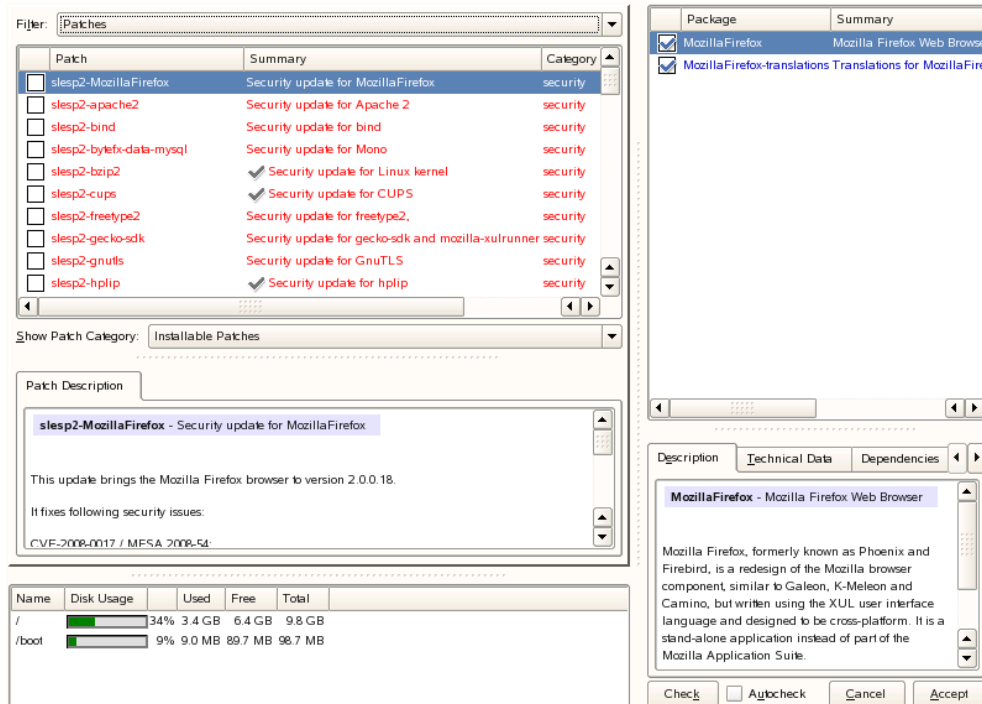 Filter: Patches
Patch Summary Category
slesp2-MozillaFirefox Security update for MozillaFirefox security
slesp2-apache2 Security update for Apache 2 security
slesp2-bind Security update for bind security
slesp2-bytefx-data-mysql Security update for Mono security
slesp2-bzip2 Security update for Linux kernel security
slesp2-cups Security update for CUPS security
slesp2-freetype2 Security update for freetype2, security
slesp2-gecko-sdk Security update for gecko-sdk and mozilla-xulrunner security
slesp2-gnutls Security update for GnuTLS security
slesp2-hplip Security update for hplip security
Show Patch Category: Installable Patches
Patch Description
slesp2-MozillaFirefox - Security update for MozillaFirefox
This update brings the Mozilla Firefox browser to version 2.0.0.18.
It fixes following security issues:
CVE-2008-0017 / MFSA 2008-54:
Name Disk Usage Used Free Total
/ 34% 3.4 GB 6.4 GB 9.8 GB
/boot 9% 9.0 MB 89.7 MB 98.7 MB
Package Summary
MozillaFirefox Mozilla Firefox Web Browse
MozillaFirefox-translations Translations for MozillaFire
Description Technical Data Dependencies
MozillaFirefox - Mozilla Firefox Web Browser
Mozilla Firefox, formerly known as Phoenix and
Firebird, is a redesign of the Mozilla browser
component, similar to Galeon, K-Meleon and
Camino, but written using the XUL user interface
language and designed to be cross-platform. It is a
stand-alone application instead of part of the
Mozilla Application Suite.
Check Autocheck Cancel Accept